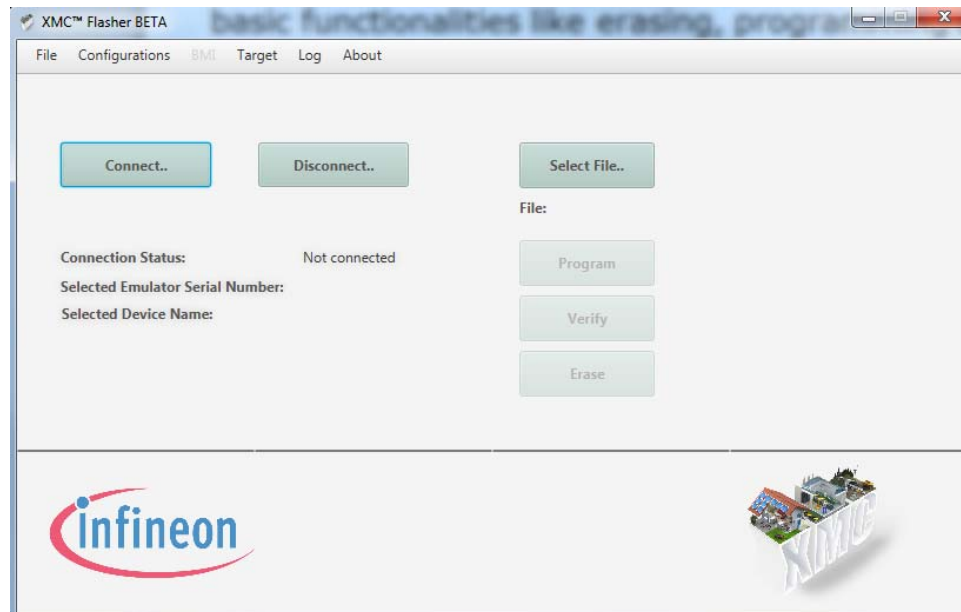 XMC™ Flasher BETA
basic functionalities like erasing, programming
File Configurations BMI Target Log About
Connect.. Disconnect.. Select File..
File:
Connection Status: Not connected
Program
Selected Emulator Serial Number:
Selected Device Name:
Verify
Erase
infineon
XMC